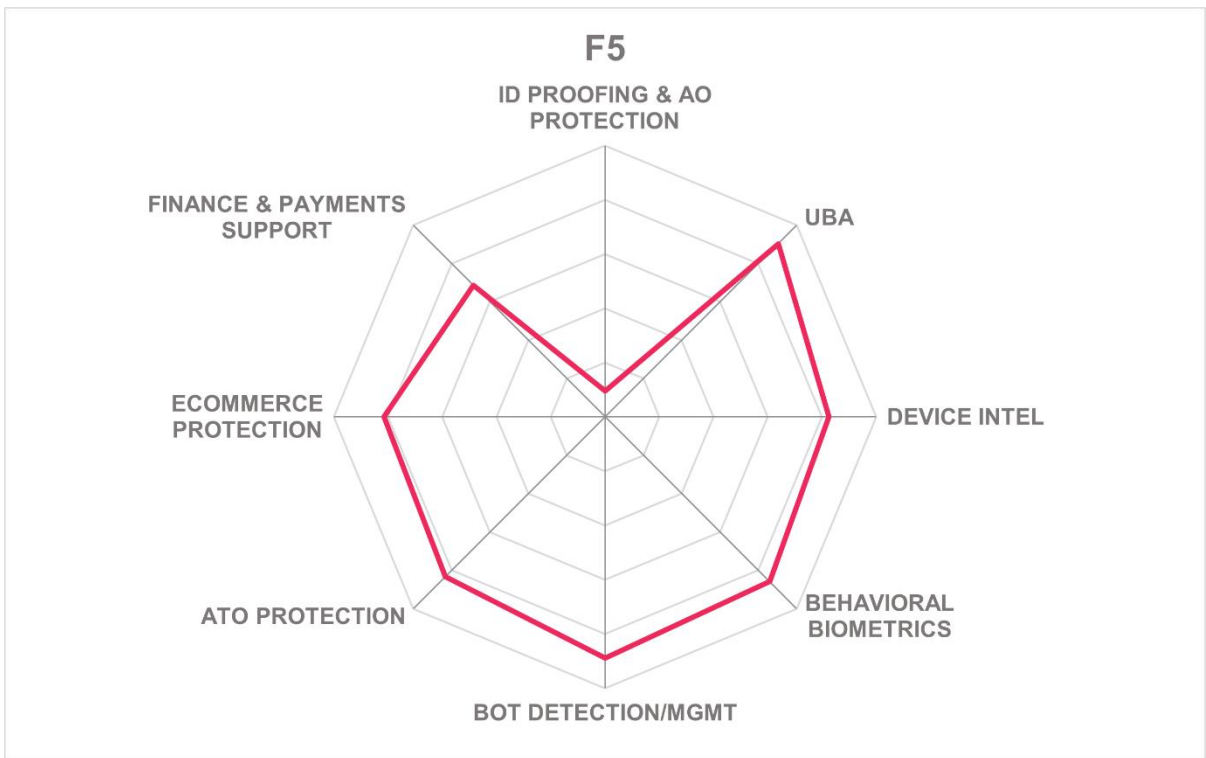 F5
ID PROOFING & AO
PROTECTION
FINANCE & PAYMENTS
SUPPORT
UBA
ECOMMERCE
PROTECTION
DEVICE INTEL
ATO PROTECTION
BEHAVIORAL
BIOMETRICS
BOT DETECTION/MGMT